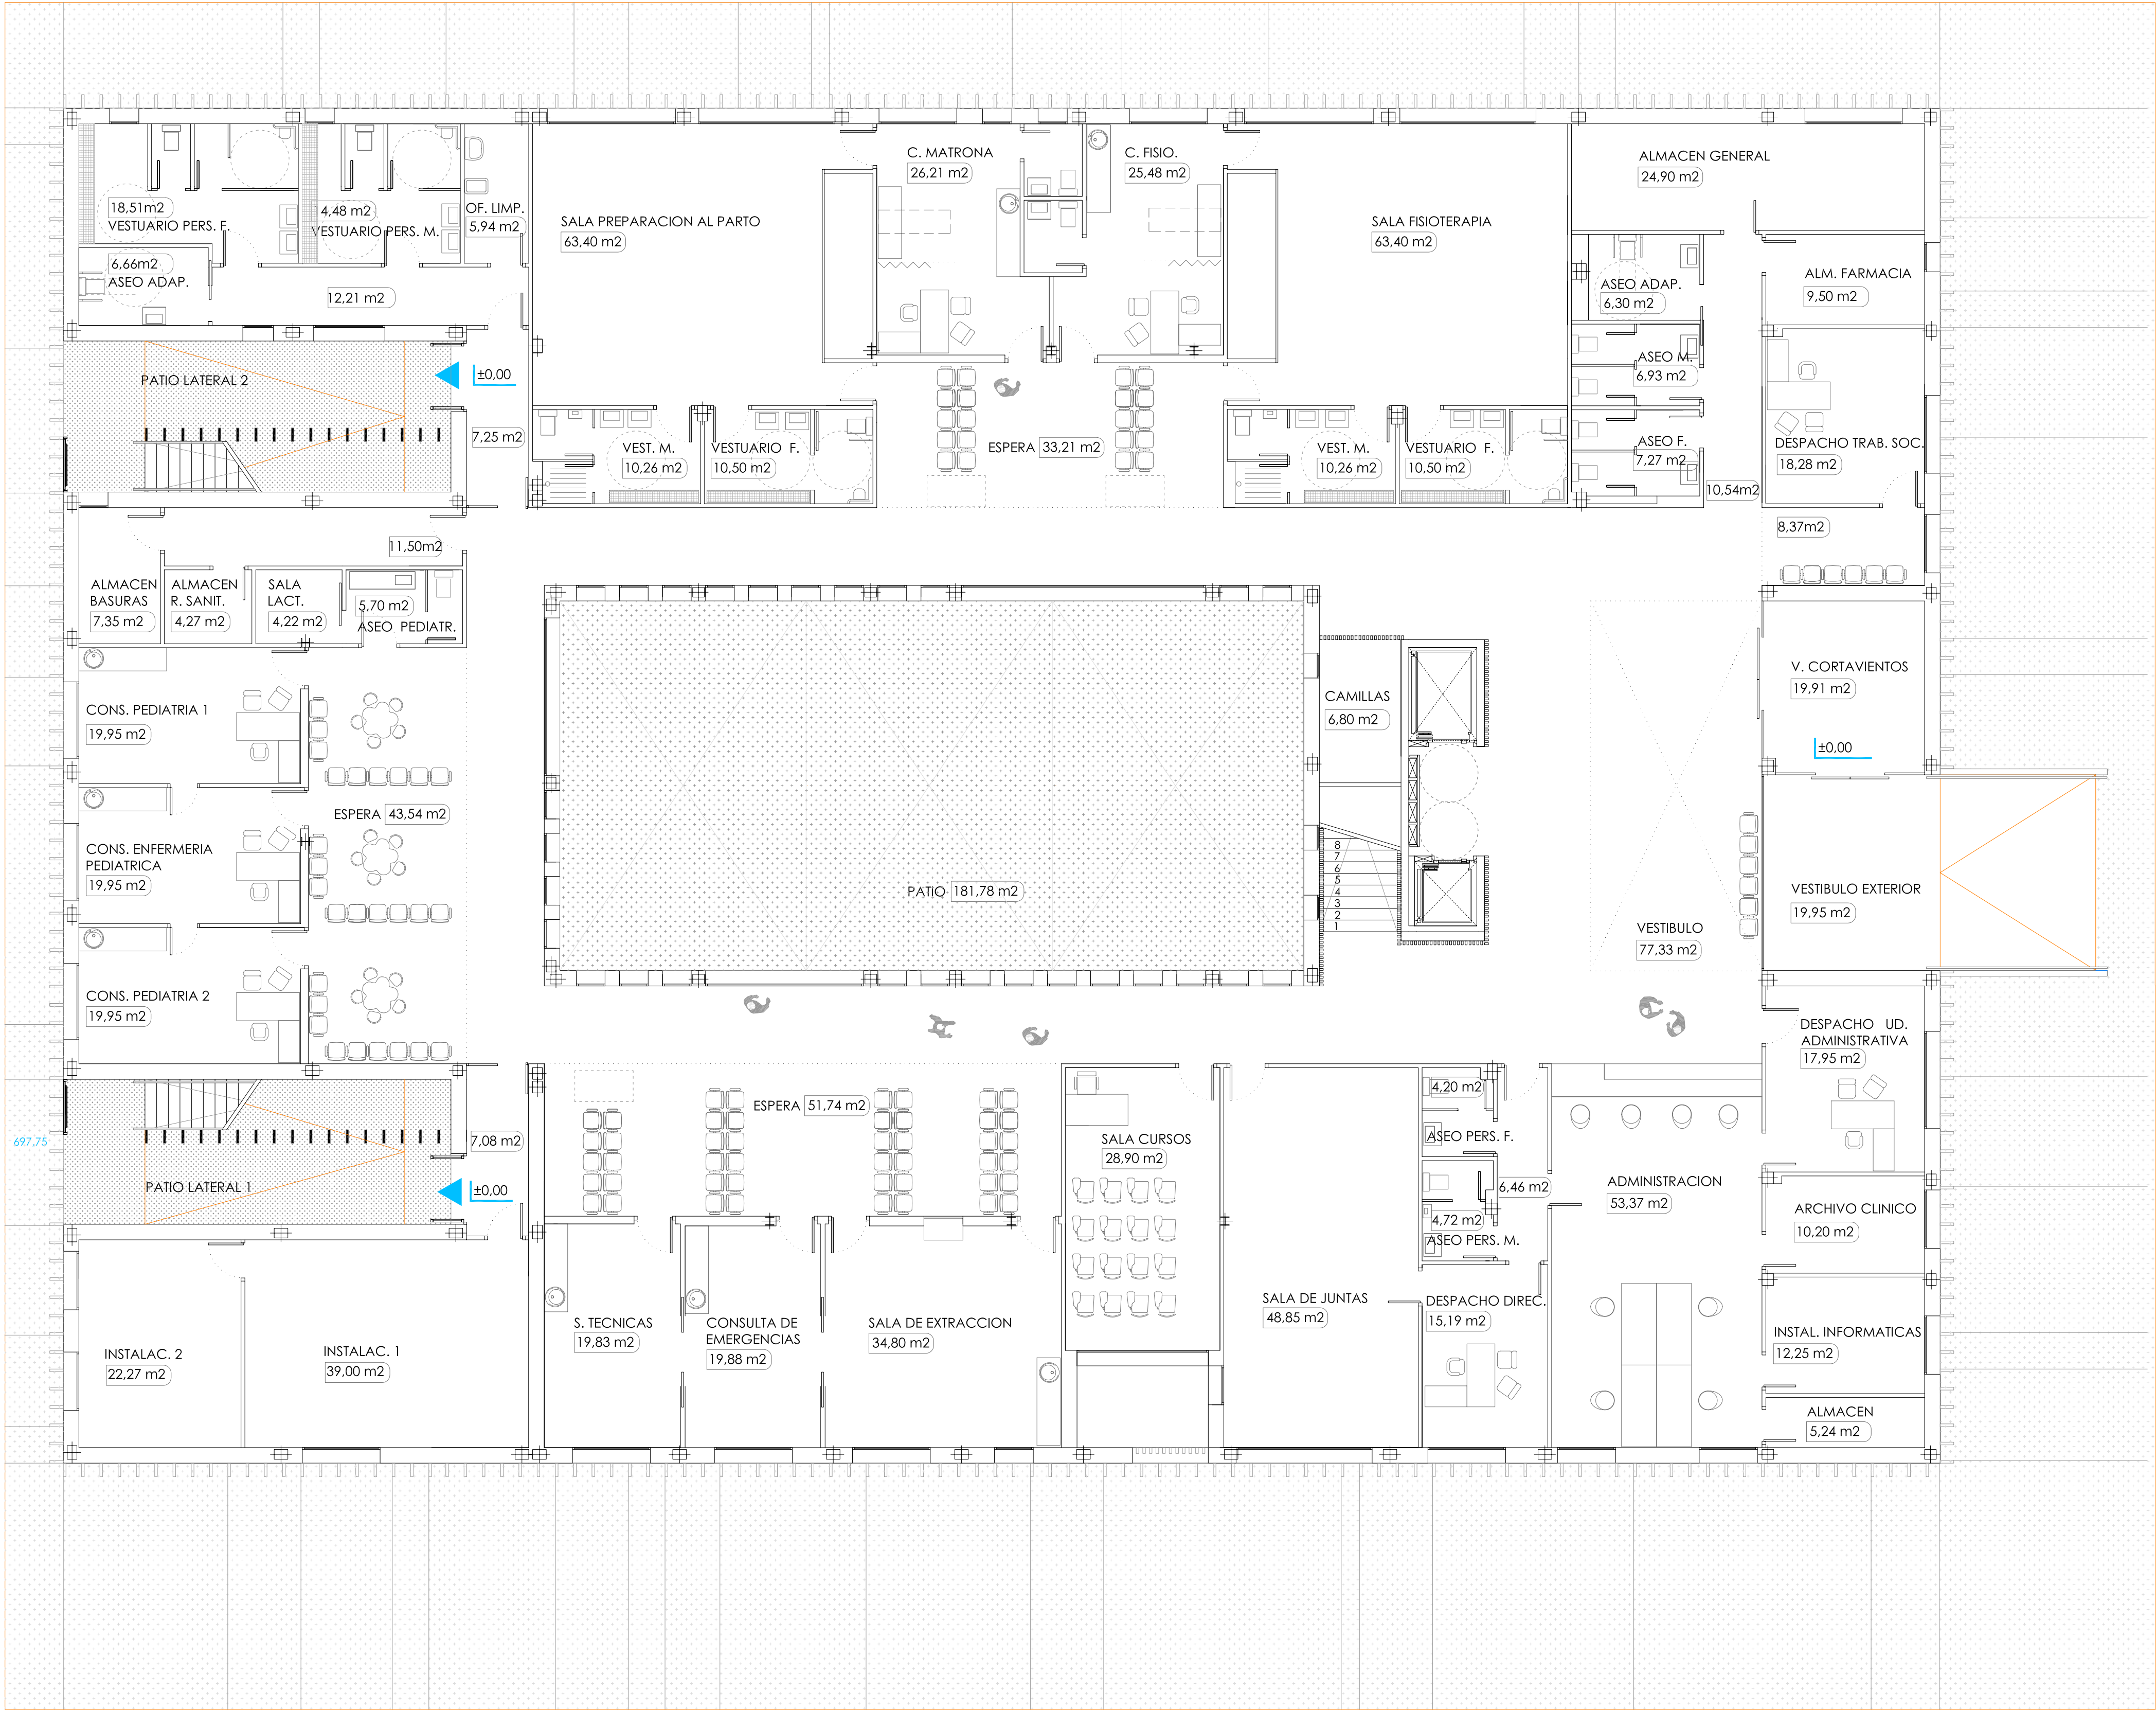 C. MATRONA
26,21 m2
C. FISIO.
25,48 m2
ALMACEN GENERAL
24,90 m2
18,51m2
VESTUARIO PERS. F.
14,48 m2
VESTUARIO PERS. M.
OF. LIMP.
5,94 m2
SALA PREPARACION AL PARTO
63,40 m2
SALA FISIOTERAPIA
63,40 m2
6,66m2
ASEO ADAP.
12,21 m2
ASEO ADAP.
6,30 m2
ALM. FARMACIA
9,50 m2
PATIO LATERAL 2
±0,00
7,25 m2
ASEO M.
6,93 m2
VEST. M.
10,26 m2
VESTUARIO F.
10,50 m2
ESPERA 33,21 m2
VEST. M.
10,26 m2
VESTUARIO F.
10,50 m2
ASEO F.
7,27 m2
DESPACHO TRAB. SOC.
18,28 m2
10,54m2
8,37m2
11,50m2
ALMACEN
BASURAS
7,35 m2
ALMACEN
R. SANIT.
4,27 m2
SALA
LACT.
4,22 m2
5,70 m2
ASEO PEDIATR.
CONS. PEDIATRIA 1
19,95 m2
CAMILLAS
6,80 m2
V. CORTAVIENTOS
19,91 m2
±0,00
ESPERA 43,54 m2
CONS. ENFERMERIA
PEDIATRICA
19,95 m2
8
7
6
5
4
3
2
1
PATIO 181,78 m2
VESTIBULO EXTERIOR
19,95 m2
VESTIBULO
77,33 m2
CONS. PEDIATRIA 2
19,95 m2
DESPACHO UD.
ADMINISTRATIVA
17,95 m2
697,75
7,08 m2
PATIO LATERAL 1
±0,00
ESPERA 51,74 m2
SALA CURSOS
28,90 m2
4,20 m2
ASEO PERS. F.
6,46 m2
4,72 m2
ASEO PERS. M.
ADMINISTRACION
53,37 m2
ARCHIVO CLINICO
10,20 m2
INSTALAC. 2
22,27 m2
INSTALAC. 1
39,00 m2
S. TECNICAS
19,83 m2
CONSULTA DE
EMERGENCIAS
19,88 m2
SALA DE EXTRACCION
34,80 m2
SALA DE JUNTAS
48,85 m2
DESPACHO DIREC.
15,19 m2
INSTAL. INFORMATICAS
12,25 m2
ALMACEN
5,24 m2